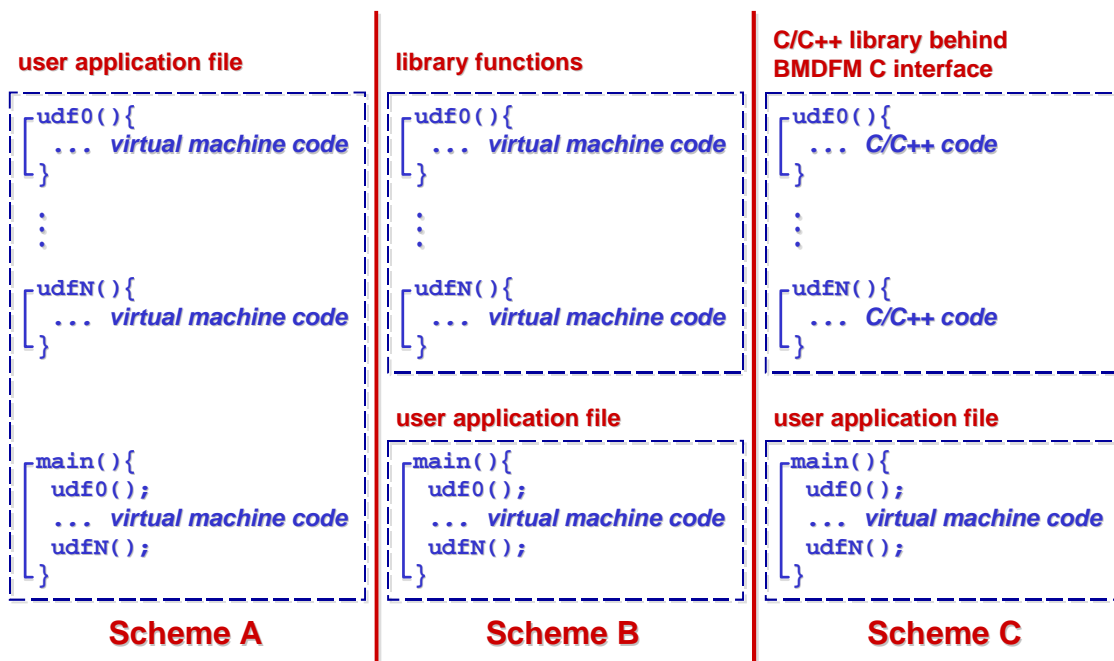 user application file
udf0(){
... virtual machine code
}
.
.
.
udfN(){
... virtual machine code
}
main(){
udf0();
... virtual machine code
udfN();
}
Scheme A
library functions
udf0(){
... virtual machine code
}
.
.
.
udfN(){
... virtual machine code
}
user application file
main(){
udf0();
... virtual machine code
udfN();
}
Scheme B
C/C++ library behind
BMDFM C interface
udf0(){
... C/C++ code
}
.
.
.
udfN(){
... C/C++ code
}
user application file
main(){
udf0();
... virtual machine code
udfN();
}
Scheme C